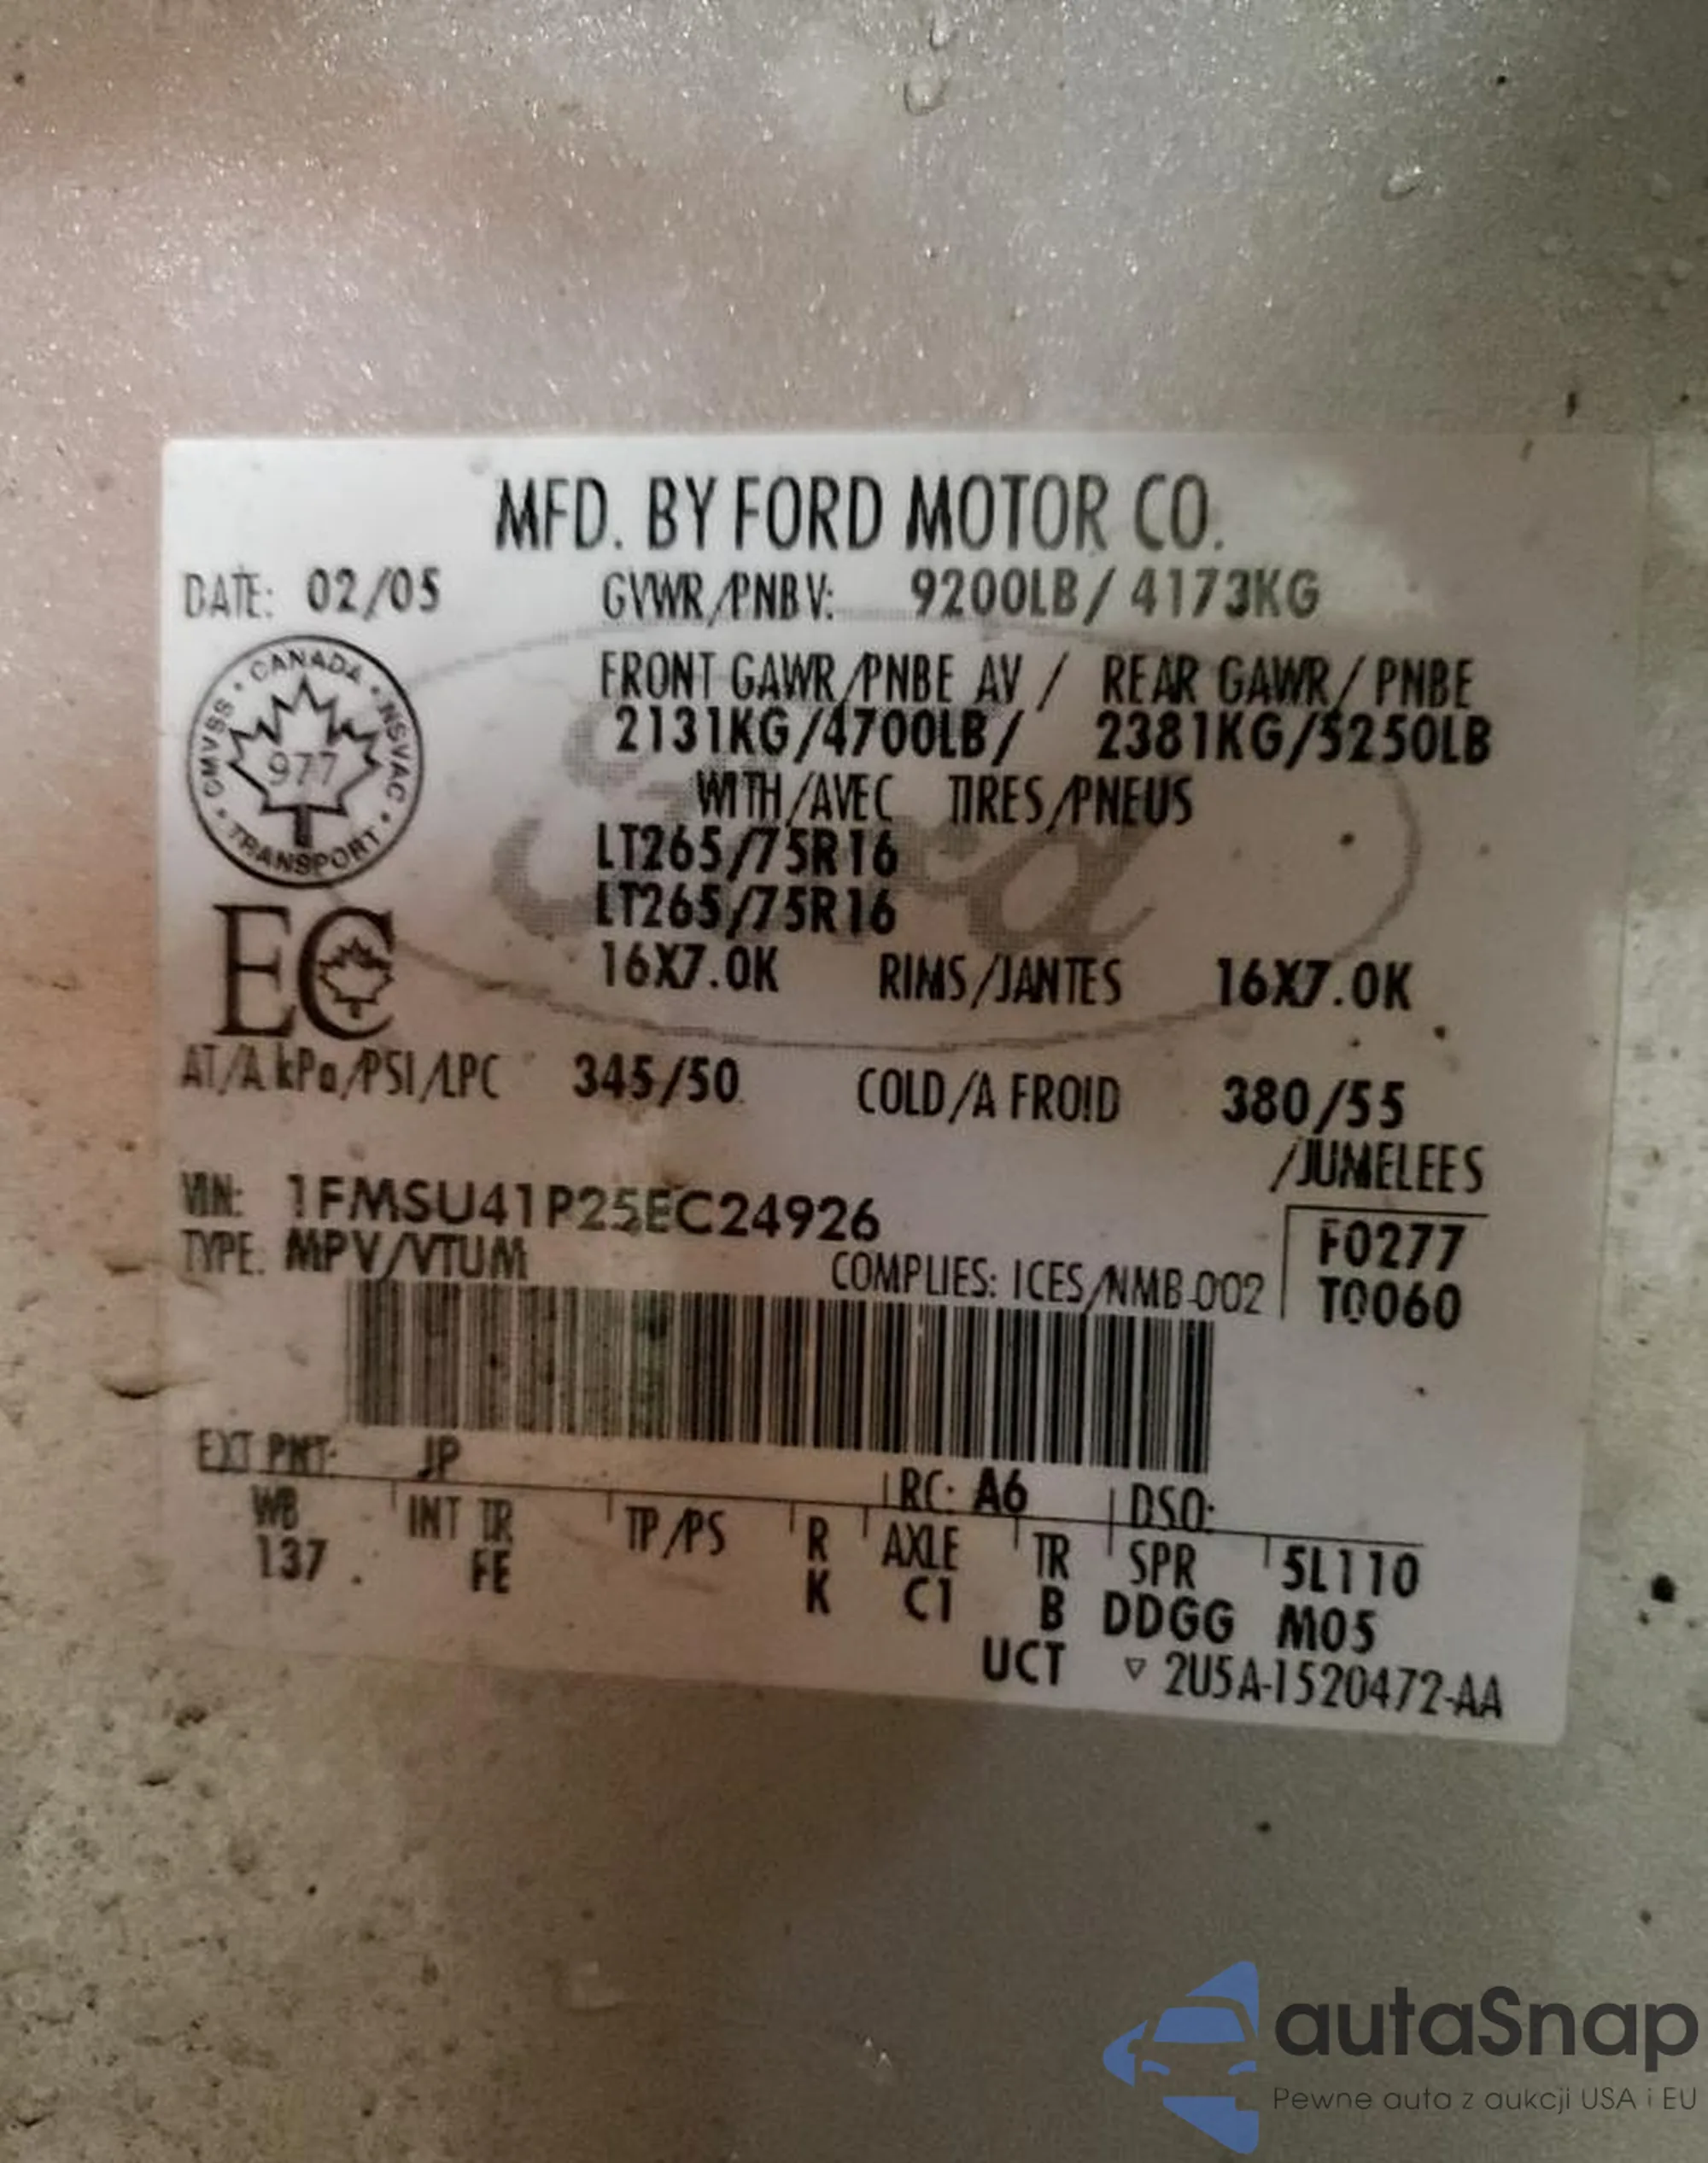 MFD. BY FORD MOTOR CO.
DATE: 02/05 GVWR/PNBV: 9200LB/4173KG
FRONT GAWR/PNBE AV / REAR GAWR/PNBE
2131KG/4700LB/ 2381KG/5250LB
WITH/AVEC TIRES/PNEUS
LT265/75R16
LT265/75R16
16X7.0K RIMS/JANTES 16X7.0K
CANADA · NSVAC · TRANSPORT · CMVSS ·
977
EC
Ford
AT/A kPa/PSI/LPC 345/50 COLD/A FROID 380/55
/JUMELEES
VIN: 1FMSU41P25EC24926
TYPE: MPV/VTUM
COMPLIES: ICES/NMB-002
F0277
T0060
EXT PNT: JP RC: A6 DSO:
WB INT TR TP/PS R AXLE TR SPR 5L110
137 FE K C1 B DDGG M05
UCT ▽ 2U5A-1520472-AA
autaSnap
Pewne auta z aukcji USA i EU